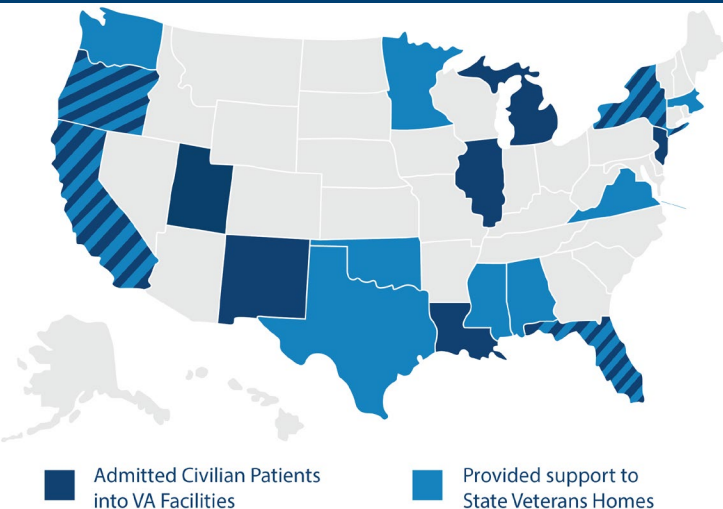 Admitted Civilian Patients
into VA Facilities
Provided support to
State Veterans Homes